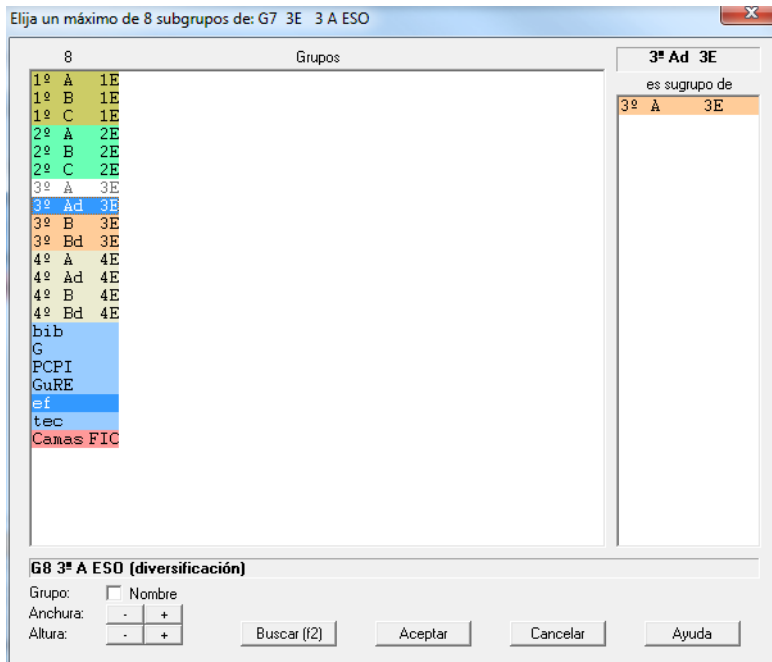 Elija un máximo de 8 subgrupos de: G7 3E 3 A ESO
8 Grupos
3ª Ad 3E
es sugrupo de
1º A 1E
1º B 1E
1º C 1E
2º A 2E
2º B 2E
2º C 2E
3º A 3E
3º Ad 3E
3º B 3E
3º Bd 3E
4º A 4E
4º Ad 4E
4º B 4E
4º Bd 4E
bib
G
PCPI
GuRE
ef
tec
Camas FIC
3º A 3E
G8 3ª A ESO (diversificación)
Grupo: Nombre
Anchura: - +
Altura: - +
Buscar (f2) Aceptar Cancelar Ayuda